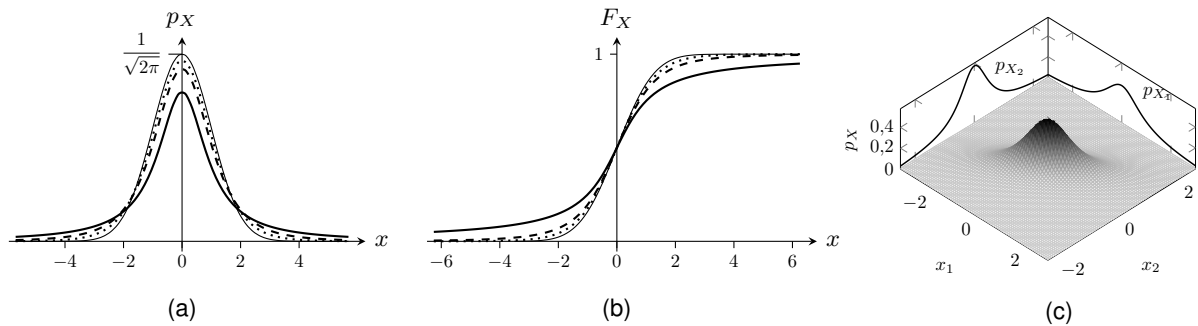 p_X
1
√2π
−4 −2 0 2 4 x
(a)
F_X
1
−6 −4 −2 0 2 4 6 x
(b)
p_{X_2}
p_{X_1}
p_X
0,4
0,2
0
−2
0
2
x_1
−2
0
2
x_2
(c)